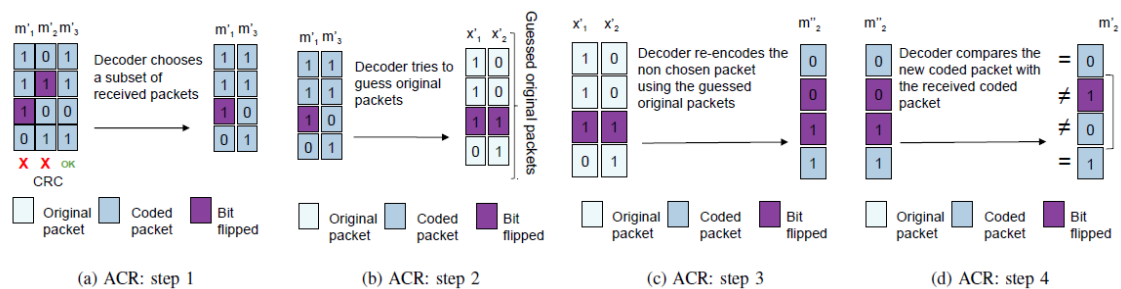 m'1 m'2 m'3
1 0 1
1 1 1
1 0 0
0 1 1
X X OK
CRC
Decoder chooses
a subset of
received packets
m'1 m'3
1 1
1 1
1 0
0 1
Original
packet
Coded
packet
Bit
flipped
(a) ACR: step 1
m'1 m'3
1 1
1 1
1 0
0 1
Decoder tries to
guess original
packets
x'1 x'2
1 0
1 0
1 1
0 1
Guessed original packets
Original
packet
Coded
packet
Bit
flipped
(b) ACR: step 2
x'1 x'2
1 0
1 0
1 1
0 1
Decoder re-encodes the
non chosen packet
using the guessed
original packets
m''2
0
0
1
1
Original
packet
Coded
packet
Bit
flipped
(c) ACR: step 3
m''2
0
0
1
1
Decoder compares the
new coded packet with
the received coded
packet
m'2
= 0
≠ 1
≠ 0
= 1
Original
packet
Coded
packet
Bit
flipped
(d) ACR: step 4